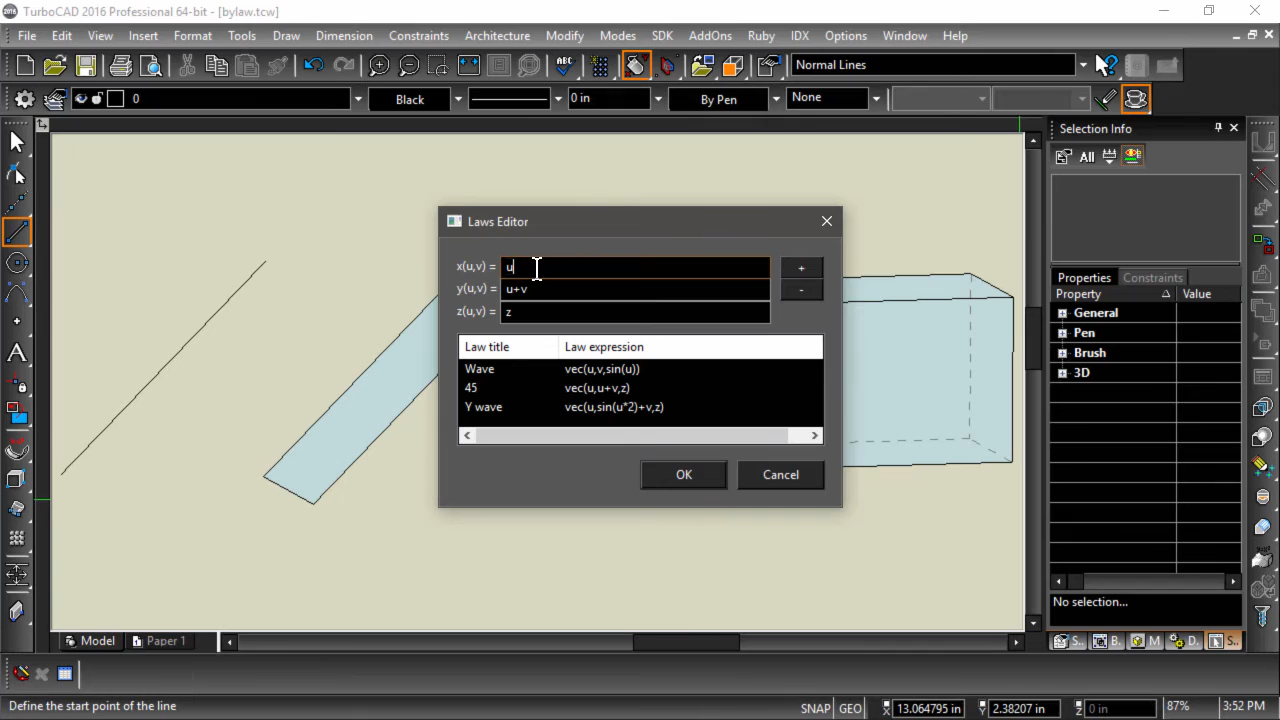 2016 TurboCAD 2016 Professional 64-bit - [bylaw.tcw]
File Edit View Insert Format Tools Draw Dimension Constraints Architecture Modify Modes SDK AddOns Ruby IDX Options Window Help
ABC Normal Lines
0 Black 0 in By Pen None
Selection Info
All
Laws Editor
x(u,v) = u +
y(u,v) = u+v -
z(u,v) = z
Law title Law expression
Wave vec(u,v,sin(u))
45 vec(u,u+v,z)
Y wave vec(u,sin(u*2)+v,z)
OK Cancel
Properties Constraints
Property Value
General
Pen
Brush
3D
No selection...
Model Paper 1
S.. B. M D. S..
Define the start point of the line SNAP GEO X 13.064795 in Y 2.38207 in Z 0 in 87% 3:52 PM